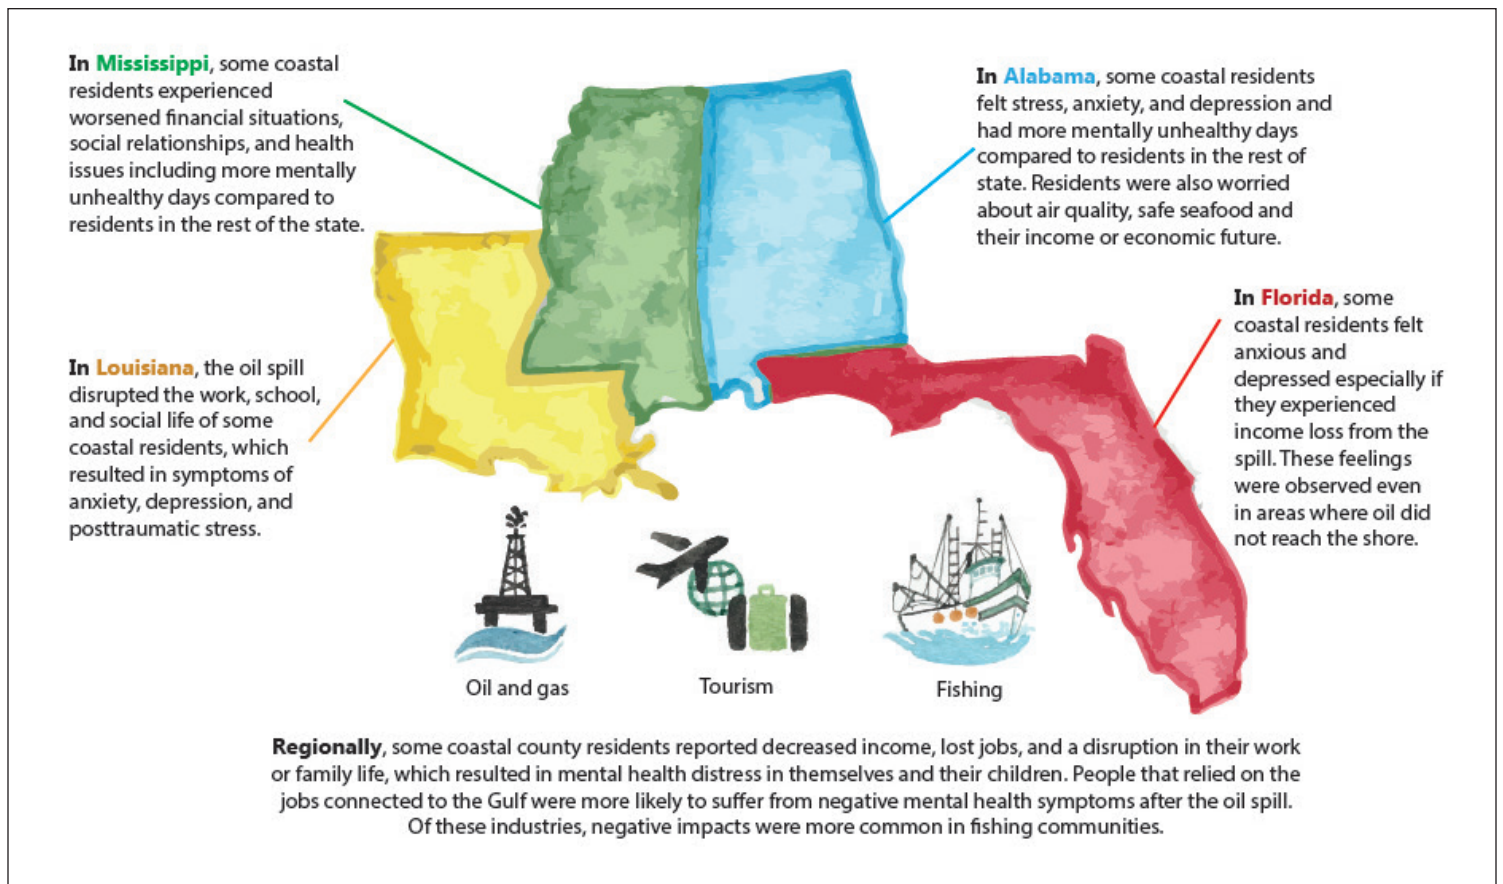 In Mississippi, some coastal
residents experienced
worsened financial situations,
social relationships, and health
issues including more mentally
unhealthy days compared to
residents in the rest of the state.
In Alabama, some coastal residents
felt stress, anxiety, and depression and
had more mentally unhealthy days
compared to residents in the rest of
state. Residents were also worried
about air quality, safe seafood and
their income or economic future.
In Louisiana, the oil spill
disrupted the work, school,
and social life of some
coastal residents, which
resulted in symptoms of
anxiety, depression, and
posttraumatic stress.
In Florida, some
coastal residents felt
anxious and
depressed especially if
they experienced
income loss from the
spill. These feelings
were observed even
in areas where oil did
not reach the shore.
Oil and gas
Tourism
Fishing
Regionally, some coastal county residents reported decreased income, lost jobs, and a disruption in their work
or family life, which resulted in mental health distress in themselves and their children. People that relied on the
jobs connected to the Gulf were more likely to suffer from negative mental health symptoms after the oil spill.
Of these industries, negative impacts were more common in fishing communities.